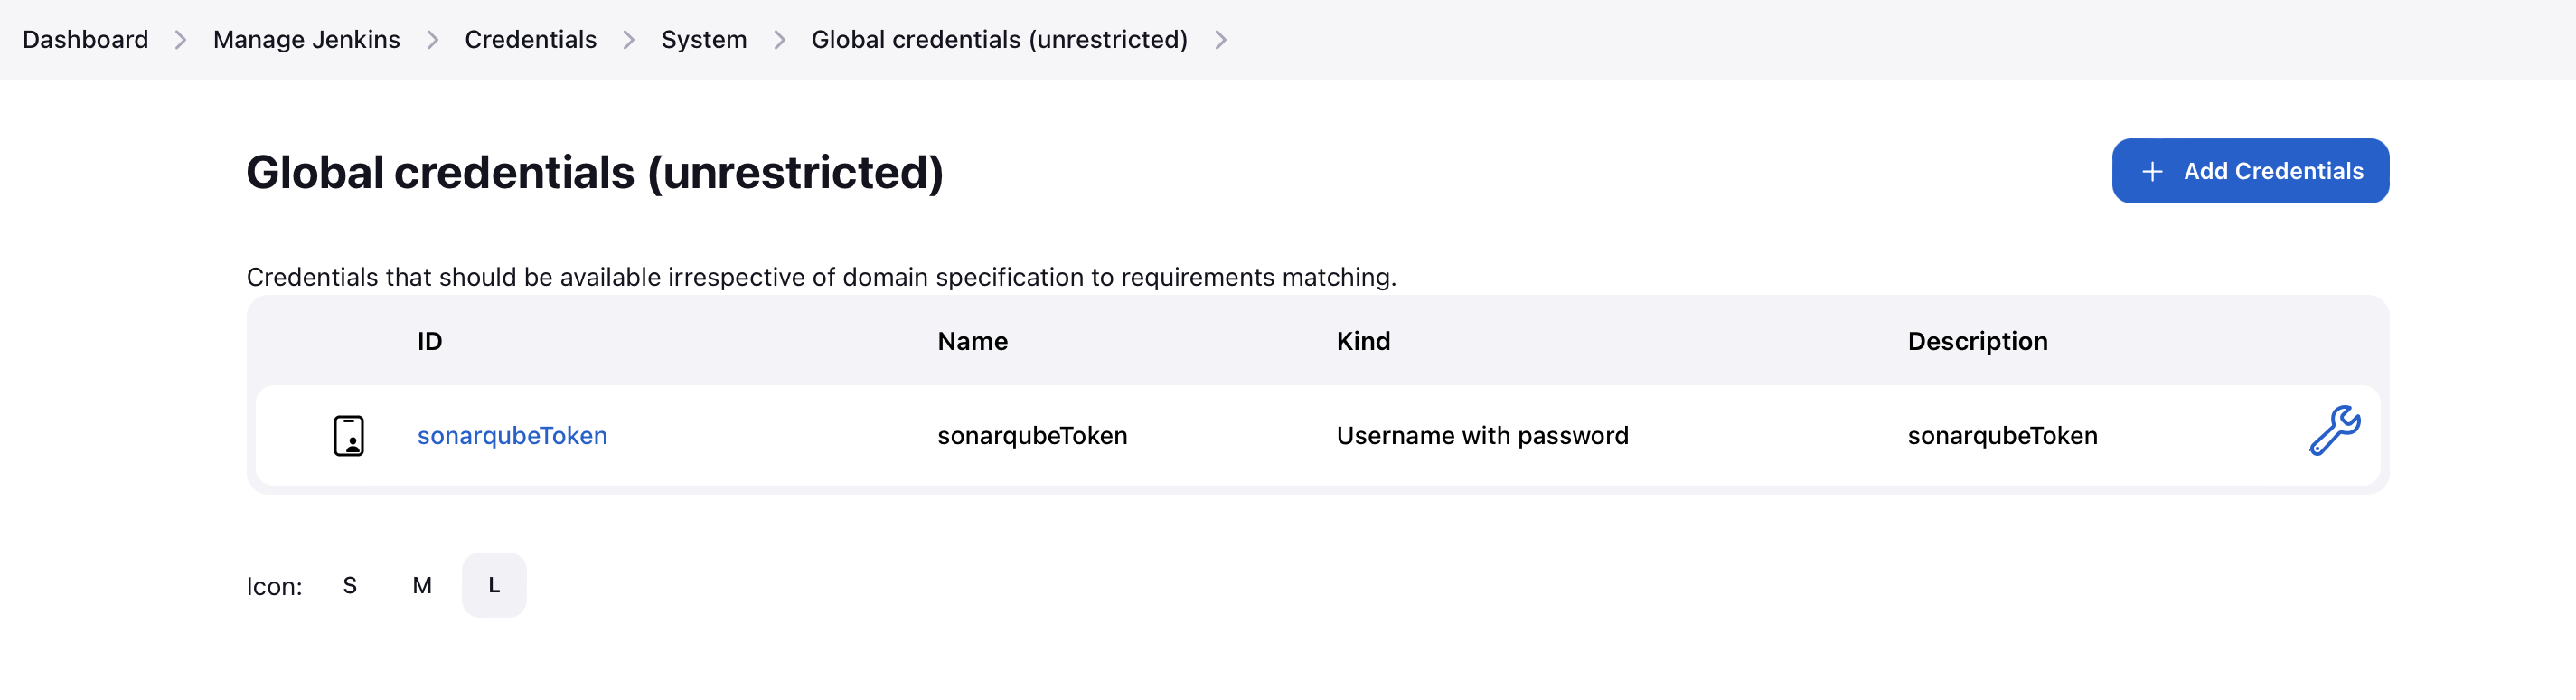 Dashboard > Manage Jenkins > Credentials > System > Global credentials (unrestricted) >
Global credentials (unrestricted)
+ Add Credentials
Credentials that should be available irrespective of domain specification to requirements matching.
ID Name Kind Description
sonarqubeToken sonarqubeToken Username with password sonarqubeToken
Icon: S M L